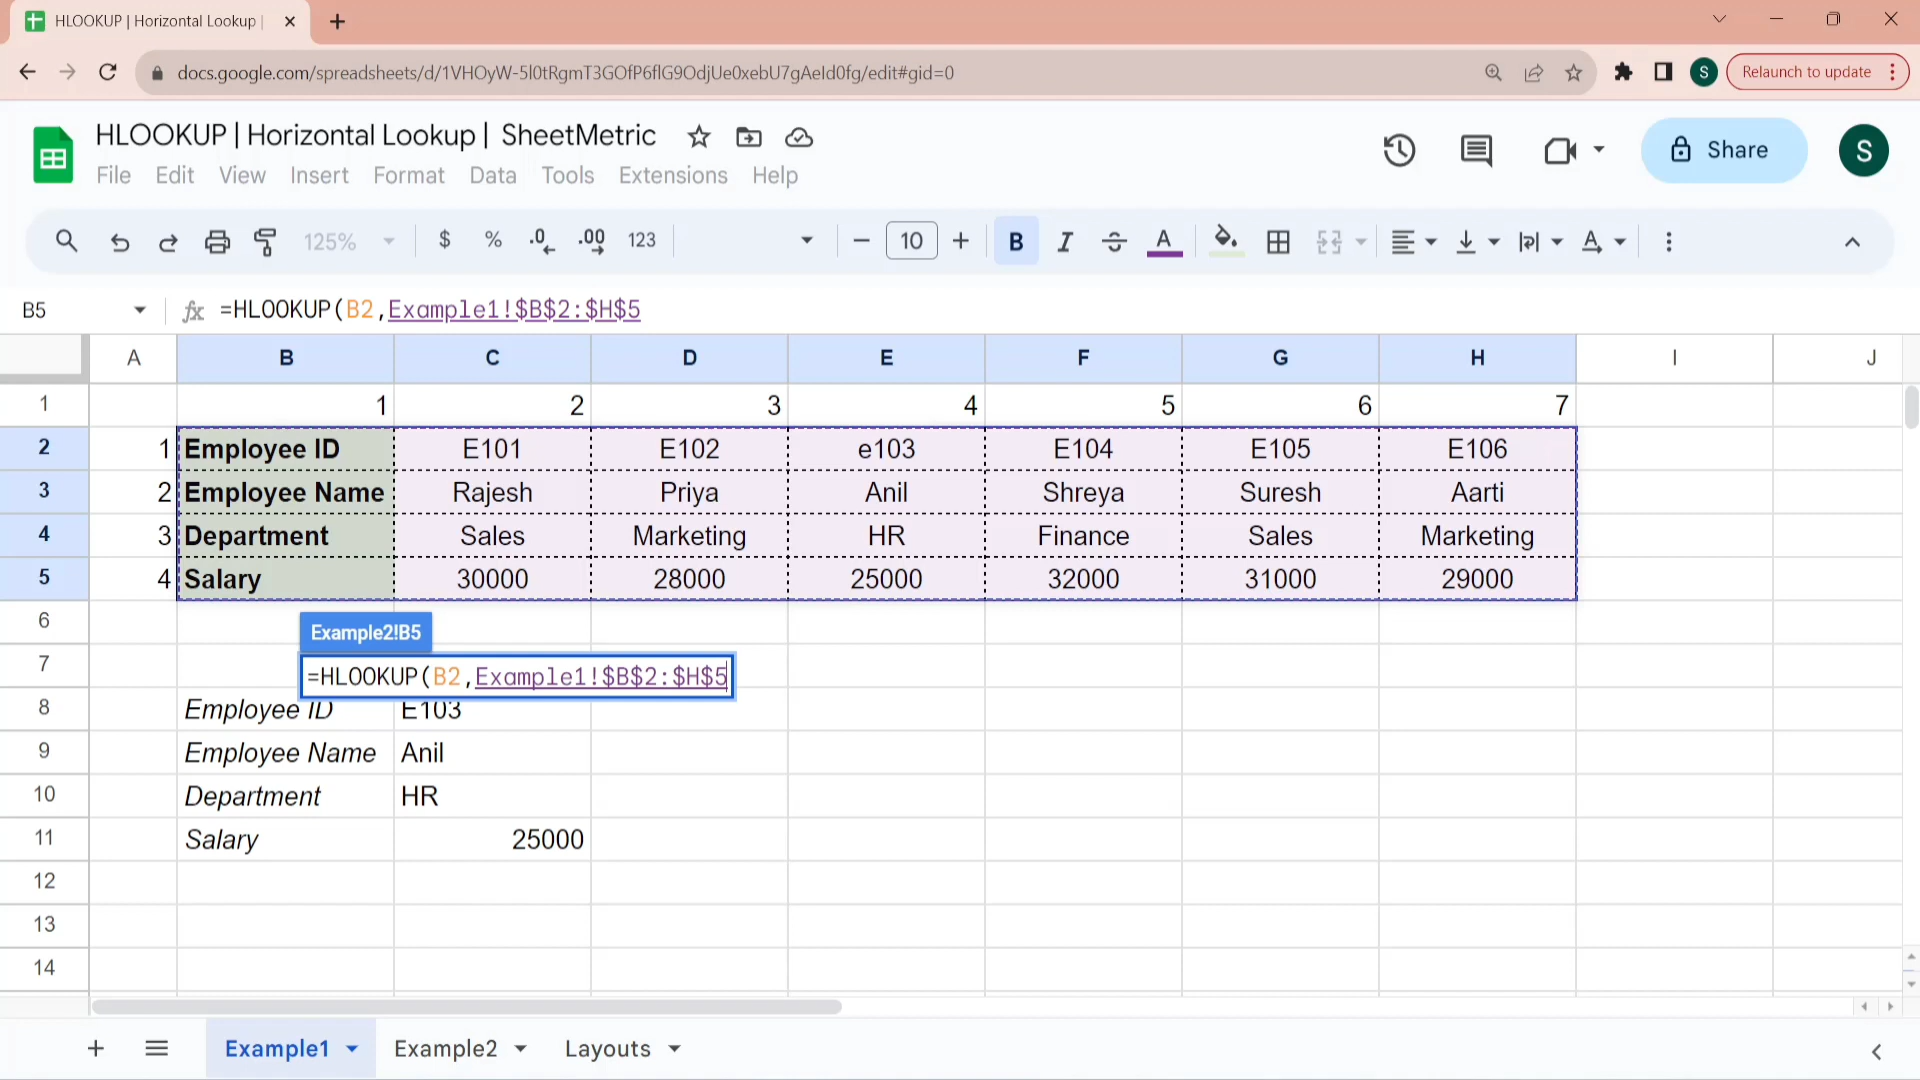 HLOOKUP | Horizontal Lookup |
docs.google.com/spreadsheets/d/1VHOyW-5l0tRgmT3GOfP6flG9OdjUe0xebU7gAeld0fg/edit#gid=0
S
Relaunch to update
HLOOKUP | Horizontal Lookup | SheetMetric
Share
S
File Edit View Insert Format Data Tools Extensions Help
125% $ % .0 .00 123 10 B I S A
B5 fx =HLOOKUP(B2,Example1!$B$2:$H$5
A B C D E F G H I J
1 1 2 3 4 5 6 7
2 1 Employee ID E101 E102 e103 E104 E105 E106
3 2 Employee Name Rajesh Priya Anil Shreya Suresh Aarti
4 3 Department Sales Marketing HR Finance Sales Marketing
5 4 Salary 30000 28000 25000 32000 31000 29000
6 Example2!B5
7 =HLOOKUP(B2,Example1!$B$2:$H$5
8 Employee ID E103
9 Employee Name Anil
10 Department HR
11 Salary 25000
12
13
14
Example1 Example2 Layouts